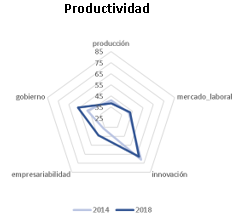 Productividad
producción
85
75
65
55
45
35
25
gobierno
mercado_laboral
empresariabilidad
innovación
2014
2018